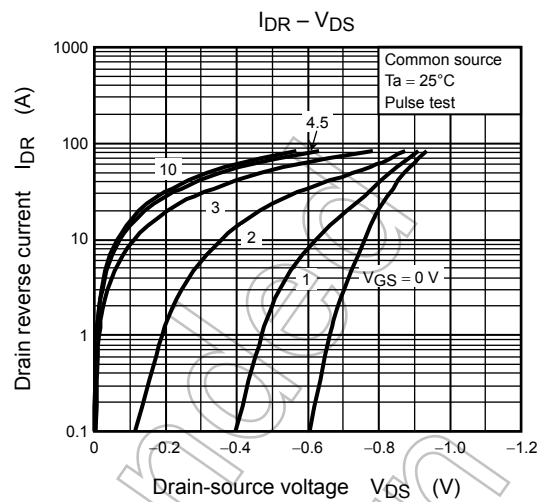 IDR – VDS
Common source
Ta = 25°C
Pulse test
1000
100
10
1
0.1
Drain reverse current IDR (A)
4.5
10
3
2
1
VGS = 0 V
0
−0.2
−0.4
−0.6
−0.8
−1.0
−1.2
Drain-source voltage VDS (V)